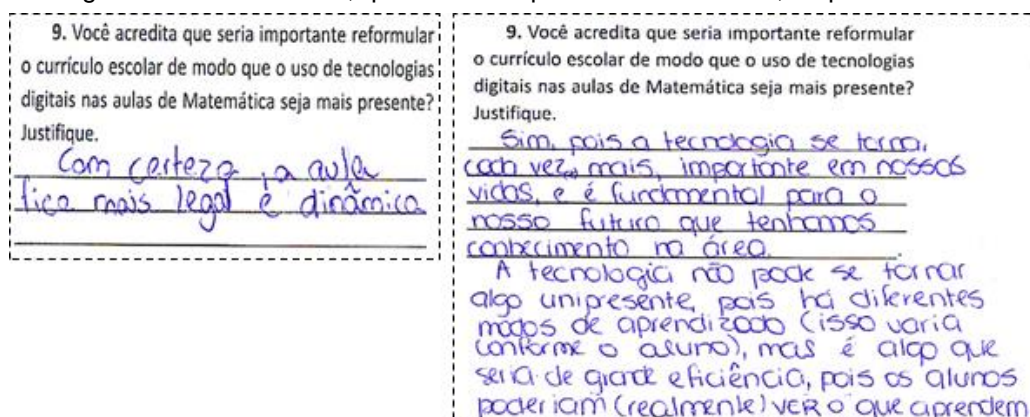 9. Você acredita que seria importante reformular
o currículo escolar de modo que o uso de tecnologias
digitais nas aulas de Matemática seja mais presente?
Justifique.
Com certeza, a aula
fica mais legal e dinâmica
9. Você acredita que seria importante reformular
o currículo escolar de modo que o uso de tecnologias
digitais nas aulas de Matemática seja mais presente?
Justifique.
Sim, pois a tecnologia se torna,
cada vez mais, importante em nossas
vidas, e é fundamental para o
nosso futuro que tenhamos
conhecimento na área.
A tecnologia não pode se tornar
algo unipresente, pois há diferentes
modos de aprendizado (isso varia
conforme o aluno), mas é algo que
seria de grande eficiência, pois os alunos
poderiam (realmente) ver o que aprendem